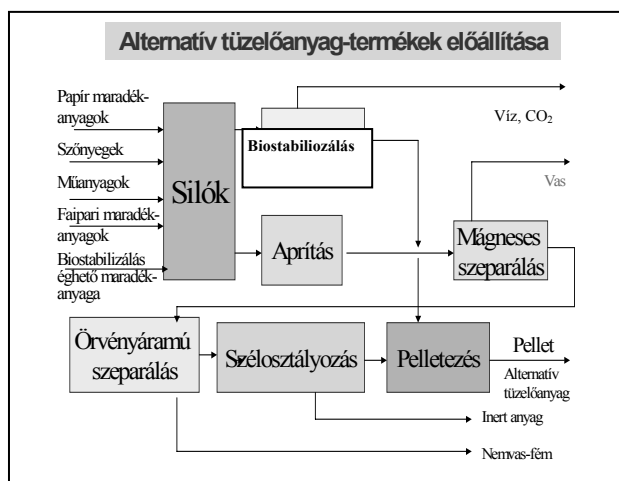 Alternatív tüzelőanyag-termékek előállítása
Papír maradék-
anyagok
Szőnyegek
Műanyagok
Faipari maradék-
anyagok
Biostabilizálás
éghető maradék-
anyaga
Silók
Biostabiliozálás
Víz, CO₂
Vas
Aprítás
Mágneses
szeparálás
Örvényáramú
szeparálás
Szélosztályozás
Pelletezés
Pellet
Alternatív
tüzelőanyag
Inert anyag
Nemvas-fém